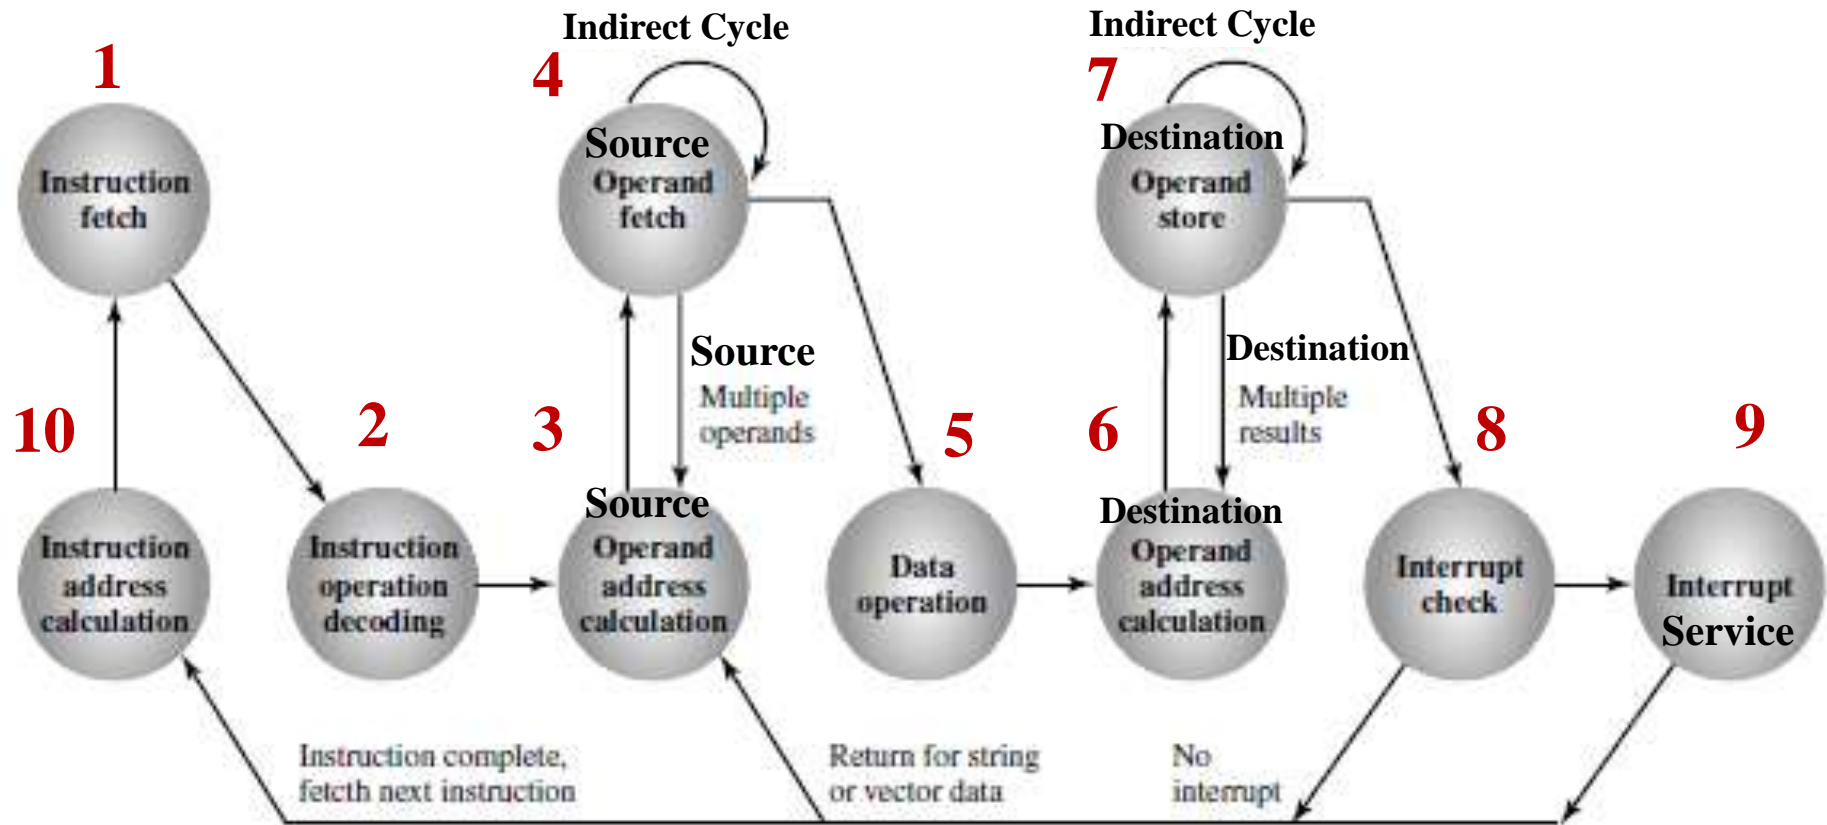 Indirect Cycle
Indirect Cycle
1
4
7
Source
Operand
fetch
Destination
Operand
store
Instruction
fetch
Source
Multiple
operands
Destination
Multiple
results
10
2
3
5
6
8
9
Instruction
address
calculation
Instruction
operation
decoding
Source
Operand
address
calculation
Data
operation
Destination
Operand
address
calculation
Interrupt
check
Interrupt
Service
Instruction complete,
fetcth next instruction
Return for string
or vector data
No
interrupt